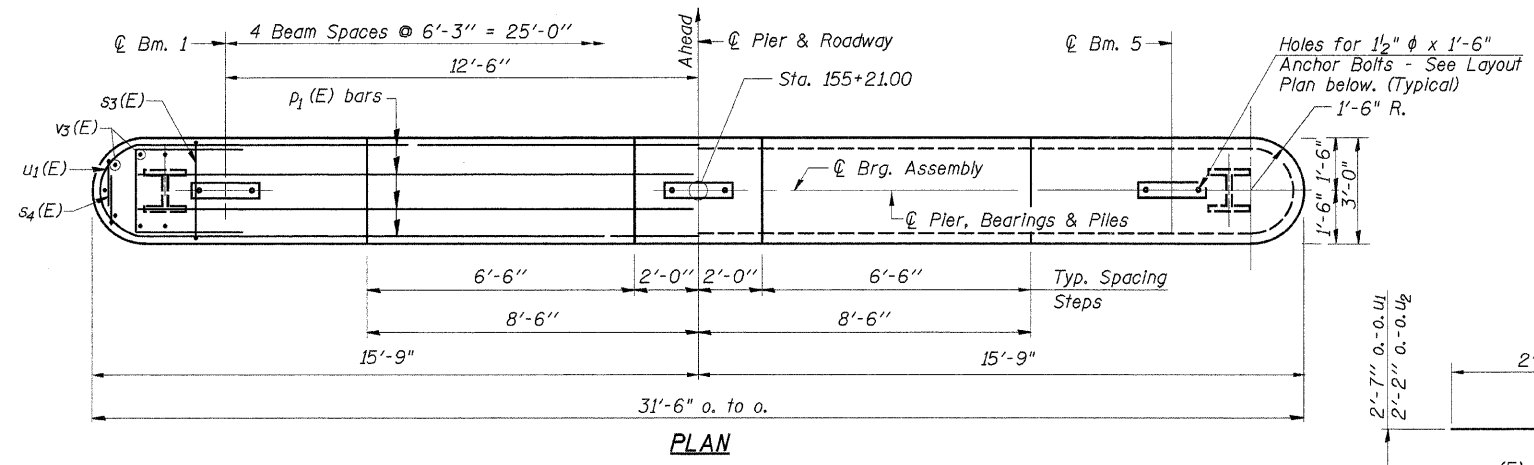 ℄ Bm. 1
4 Beam Spaces @ 6'-3" = 25'-0"
12'-6"
Ahead
℄ Pier & Roadway
Sta. 155+21.00
℄ Bm. 5
Holes for 1½" ϕ x 1'-6"
Anchor Bolts - See Layout
Plan below. (Typical)
1'-6" R.
s3(E)
p1(E) bars
v3(E)
u1(E)
s4(E)
℄ Brg. Assembly
℄ Pier, Bearings & Piles
1'-6" 1'-6"
3'-0"
6'-6" 2'-0" 2'-0" 6'-6" Typ. Spacing
Steps
8'-6" 8'-6"
15'-9" 15'-9"
31'-6" o. to o.
PLAN
2'-7" o.-o. u1
2'-2" o.-o. u2